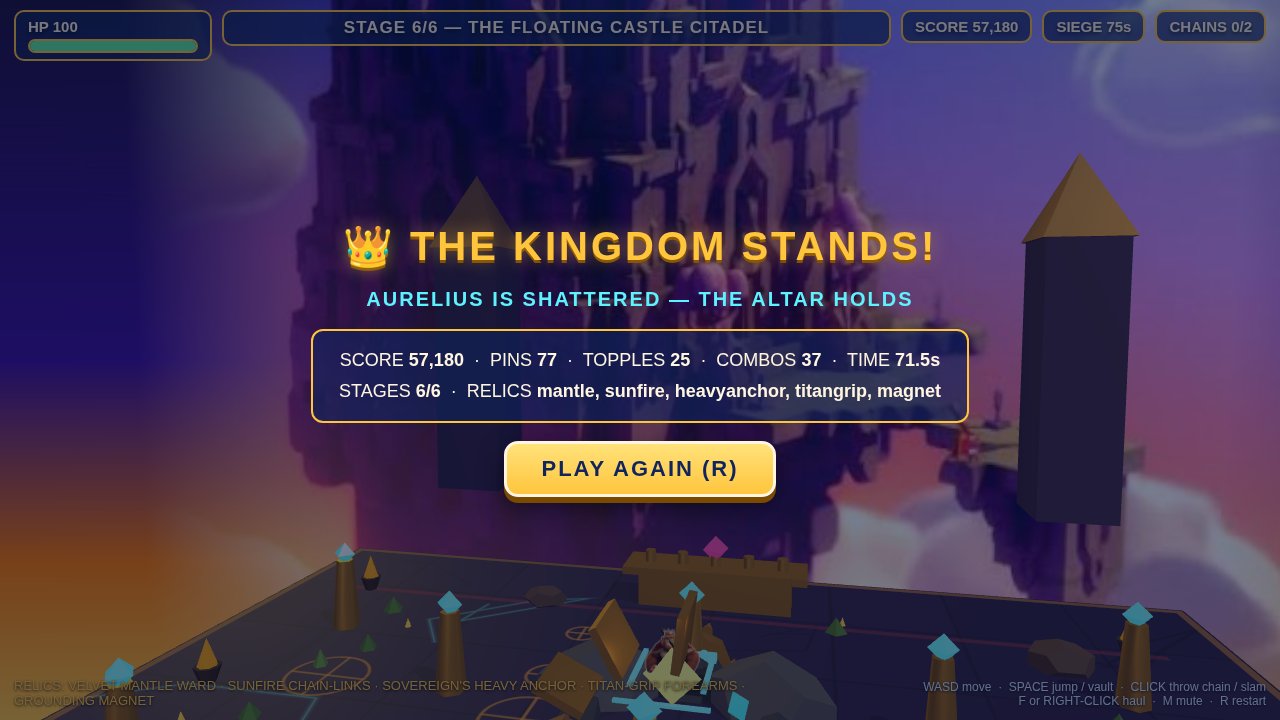 HP 100
STAGE 6/6 — THE FLOATING CASTLE CITADEL
SCORE 57,180
SIEGE 75s
CHAINS 0/2
👑 THE KINGDOM STANDS!
AURELIUS IS SHATTERED — THE ALTAR HOLDS
SCORE 57,180 · PINS 77 · TOPPLES 25 · COMBOS 37 · TIME 71.5s
STAGES 6/6 · RELICS mantle, sunfire, heavyanchor, titangrip, magnet
PLAY AGAIN (R)
RELICS: VELVET MANTLE WARD · SUNFIRE CHAIN-LINKS · SOVEREIGN'S HEAVY ANCHOR · TITAN-GRIP FOREARMS ·
GROUNDING MAGNET
WASD move · SPACE jump / vault · CLICK throw chain / slam
F or RIGHT-CLICK haul · M mute · R restart